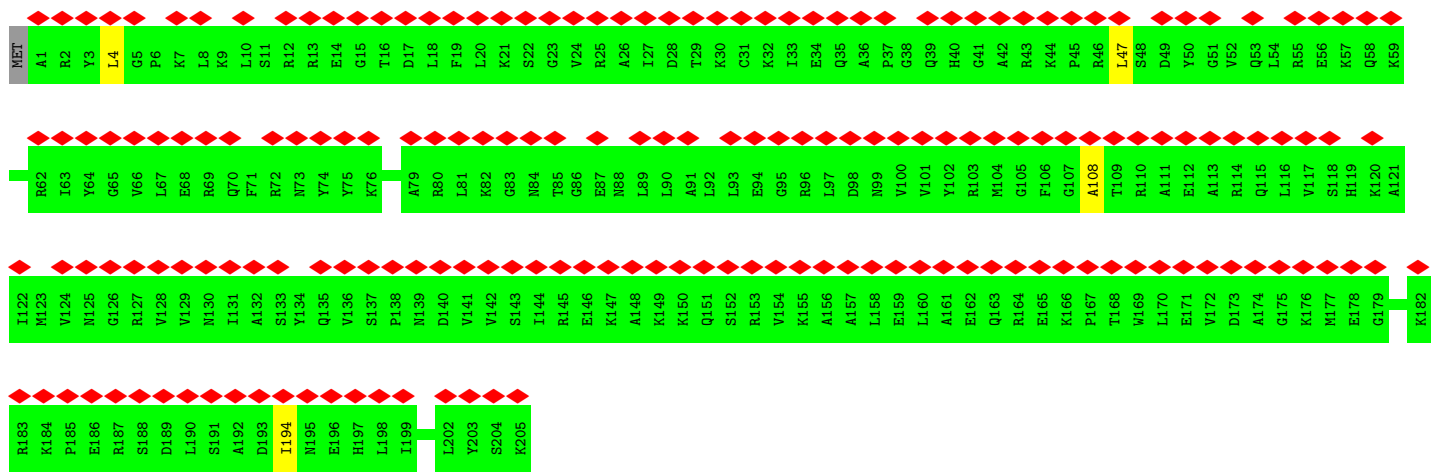 MET A1 R2 Y3 L4 G5 P6 K7 L8 K9 L10 S11 R12 R13 E14 G15 T16 D17 L18 F19 L20 K21 S22 G23 V24 R25 A26 I27 D28 T29 K30 C31 K32 I33 E34 Q35 A36 P37 G38 Q39 H40 G41 A42 R43 K44 P45 R46 L47 S48 D49 Y50 G51 V52 Q53 L54 R55 E56 K57 Q58 K59
R62 I63 Y64 G65 V66 L67 E68 R69 Q70 F71 R72 N73 Y74 Y75 K76 A79 R80 L81 K82 G83 N84 T85 G86 E87 N88 L89 L90 A91 L92 L93 E94 G95 R96 L97 D98 N99 V100 V101 Y102 R103 M104 G105 F106 G107 A108 T109 R110 A111 E112 A113 R114 Q115 L116 V117 S118 H119 K120 A121
I122 M123 V124 N125 G126 R127 V128 V129 N130 I131 A132 S133 Y134 Q135 V136 S137 P138 N139 D140 V141 V142 S143 I144 R145 E146 K147 A148 K149 K150 Q151 S152 R153 V154 K155 A156 A157 L158 E159 L160 A161 E162 Q163 R164 E165 K166 P167 T168 W169 L170 E171 V172 D173 A174 G175 K176 M177 E178 G179 K182
R183 K184 P185 E186 R187 S188 D189 L190 S191 A192 D193 I194 N195 E196 H197 L198 I199 L202 Y203 S204 K205